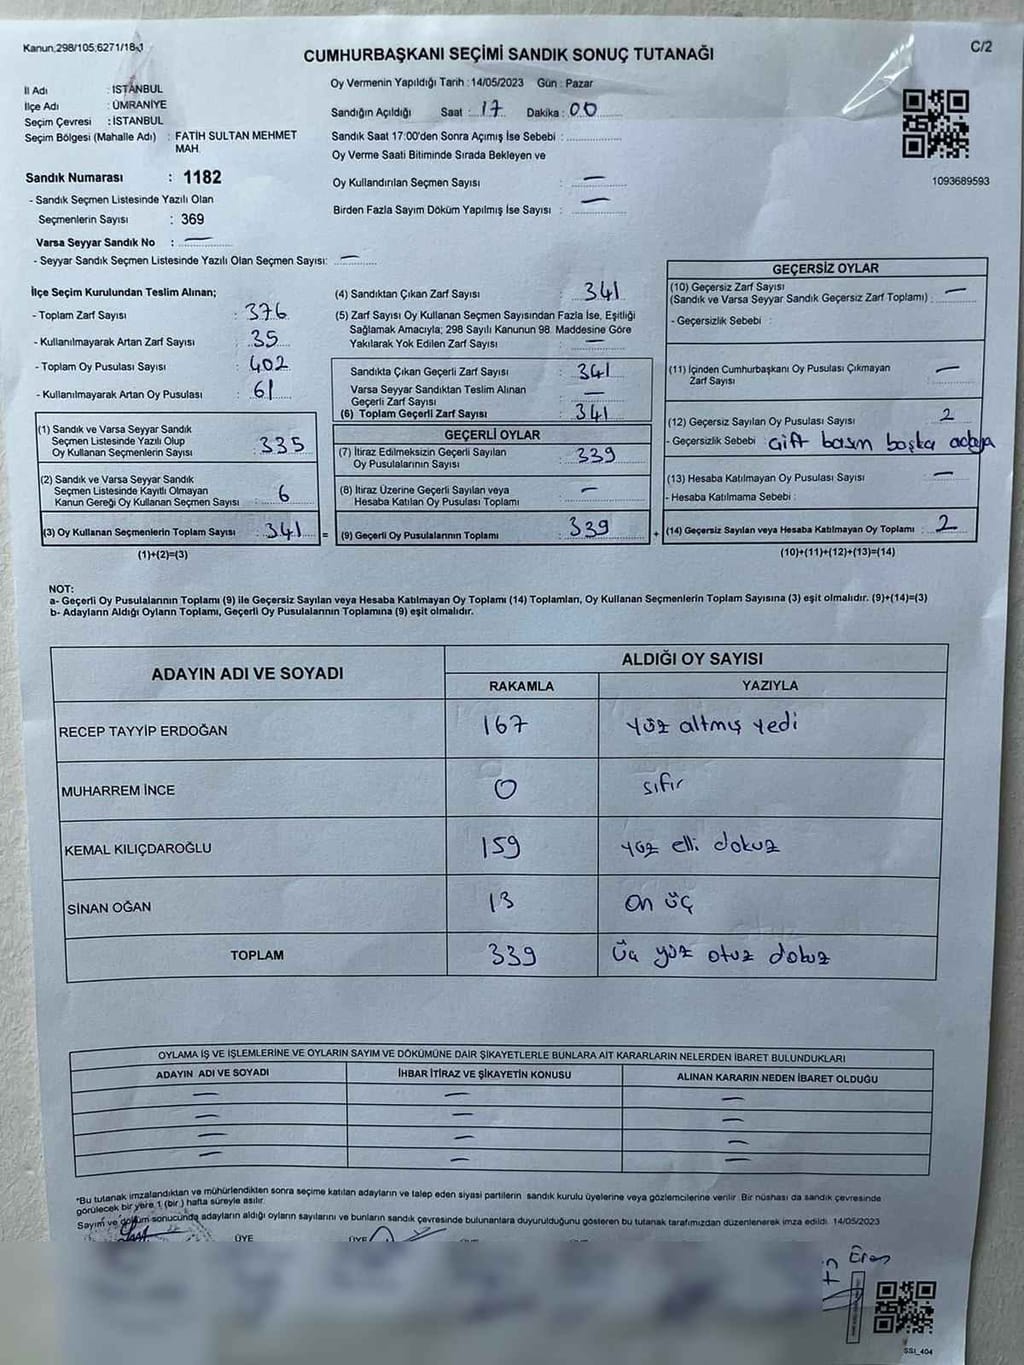 Kanun,298/105;6271/18-1
CUMHURBAŞKANI SEÇİMİ SANDIK SONUÇ TUTANAĞI
C/2
İl Adı : İSTANBUL
İlçe Adı : ÜMRANİYE
Seçim Çevresi : İSTANBUL
Seçim Bölgesi (Mahalle Adı) : FATİH SULTAN MEHMET
MAH.
Sandık Numarası : 1182
- Sandık Seçmen Listesinde Yazılı Olan
Seçmenlerin Sayısı : 369
Varsa Seyyar Sandık No : —
- Seyyar Sandık Seçmen Listesinde Yazılı Olan Seçmen Sayısı: —
Oy Vermenin Yapıldığı Tarih : 14/05/2023 Gün : Pazar
Sandığın Açıldığı Saat : 17 Dakika : 00
Sandık Saat 17:00'den Sonra Açımış İse Sebebi :
Oy Verme Saati Bitiminde Sırada Bekleyen ve
Oy Kullandırılan Seçmen Sayısı : —
Birden Fazla Sayım Döküm Yapılmış İse Sayısı : —
1093689593
İlçe Seçim Kurulundan Teslim Alınan;
- Toplam Zarf Sayısı : 376
- Kullanılmayarak Artan Zarf Sayısı : 35
- Toplam Oy Pusulası Sayısı : 402
- Kullanılmayarak Artan Oy Pusulası : 61
(1) Sandık ve Varsa Seyyar Sandık
Seçmen Listesinde Yazılı Olup
Oy Kullanan Seçmenlerin Sayısı : 335
(2) Sandık ve Varsa Seyyar Sandık
Seçmen Listesinde Kayıtlı Olmayan
Kanun Gereği Oy Kullanan Seçmen Sayısı : 6
(3) Oy Kullanan Seçmenlerin Toplam Sayısı : 341 =
(1)+(2)=(3)
(4) Sandıktan Çıkan Zarf Sayısı : 341
(5) Zarf Sayısı Oy Kullanan Seçmen Sayısından Fazla İse, Eşitliği
Sağlamak Amacıyla; 298 Sayılı Kanunun 98. Maddesine Göre
Yakılarak Yok Edilen Zarf Sayısı : —
Sandıkta Çıkan Geçerli Zarf Sayısı : 341
Varsa Seyyar Sandıktan Teslim Alınan
Geçerli Zarf Sayısı : —
(6) Toplam Geçerli Zarf Sayısı : 341
GEÇERLİ OYLAR
(7) İtiraz Edilmeksizin Geçerli Sayılan
Oy Pusulalarının Sayısı : 339
(8) İtiraz Üzerine Geçerli Sayılan veya
Hesaba Katılan Oy Pusulası Toplamı : —
(9) Geçerli Oy Pusulalarının Toplamı : 339 +
GEÇERSİZ OYLAR
(10) Geçersiz Zarf Sayısı
(Sandık ve Varsa Seyyar Sandık Geçersiz Zarf Toplamı) : —
- Geçersizlik Sebebi :
(11) İçinden Cumhurbaşkanı Oy Pusulası Çıkmayan
Zarf Sayısı : —
(12) Geçersiz Sayılan Oy Pusulası Sayısı : 2
- Geçersizlik Sebebi : Çift basım başka adaya
(13) Hesaba Katılmayan Oy Pusulası Sayısı : —
- Hesaba Katılmama Sebebi :
(14) Geçersiz Sayılan veya Hesaba Katılmayan Oy Toplamı : 2
(10)+(11)+(12)+(13)=(14)
NOT:
a- Geçerli Oy Pusulalarının Toplamı (9) ile Geçersiz Sayılan veya Hesaba Katılmayan Oy Toplamı (14) Toplamları, Oy Kullanan Seçmenlerin Toplam Sayısına (3) eşit olmalıdır. (9)+(14)=(3)
b- Adayların Aldığı Oyların Toplamı, Geçerli Oy Pusulalarının Toplamına (9) eşit olmalıdır.
ADAYIN ADI VE SOYADI
ALDIĞI OY SAYISI
RAKAMLA YAZIYLA
RECEP TAYYİP ERDOĞAN 167 yüz altmış yedi
MUHARREM İNCE 0 sıfır
KEMAL KILIÇDAROĞLU 159 yüz elli dokuz
SİNAN OĞAN 13 on üç
TOPLAM 339 üç yüz otuz dokuz
OYLAMA İŞ VE İŞLEMLERİNE VE OYLARIN SAYIM VE DÖKÜMÜNE DAİR ŞİKAYETLERLE BUNLARA AİT KARARLARIN NELERDEN İBARET BULUNDUKLARI
ADAYIN ADI VE SOYADI İHBAR İTİRAZ VE ŞİKAYETİN KONUSU ALINAN KARARIN NEDEN İBARET OLDUĞU
— — —
— — —
— — —
— — —
*Bu tutanak imzalandıktan ve mühürlendikten sonra seçime katılan adayların ve talep eden siyasi partilerin sandık kurulu üyelerine veya gözlemcilerine verilir. Bir nüshası da sandık çevresinde
görülecek bir yere 1 (bir) hafta süreyle asılır.
Sayım ve döküm sonucunda adayların aldığı oyların sayılarını ve bunların sandık çevresinde bulunanlara duyurulduğunu gösteren bu tutanak tarafımızdan düzenlenerek imza edildi. 14/05/2023
ÜYE ÜYE
Eren
SSI_404